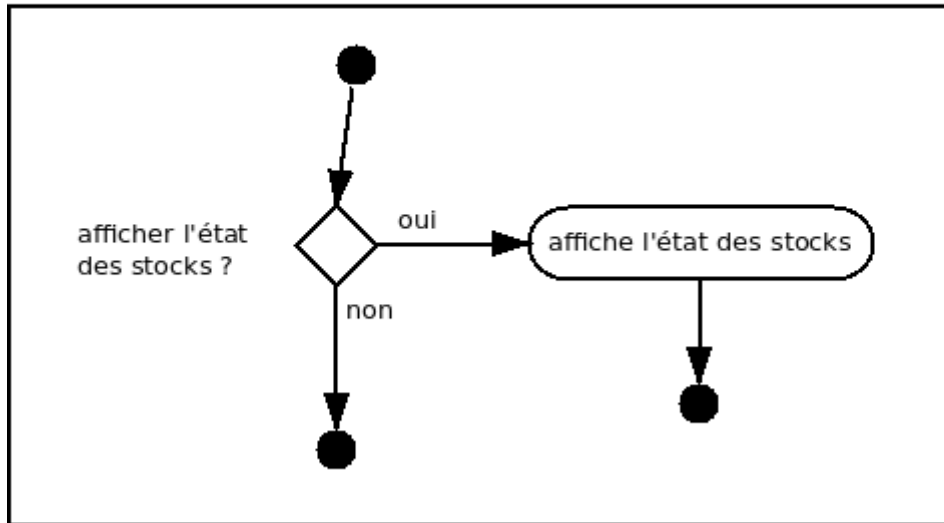 afficher l'état
des stocks ?
oui
affiche l'état des stocks
non